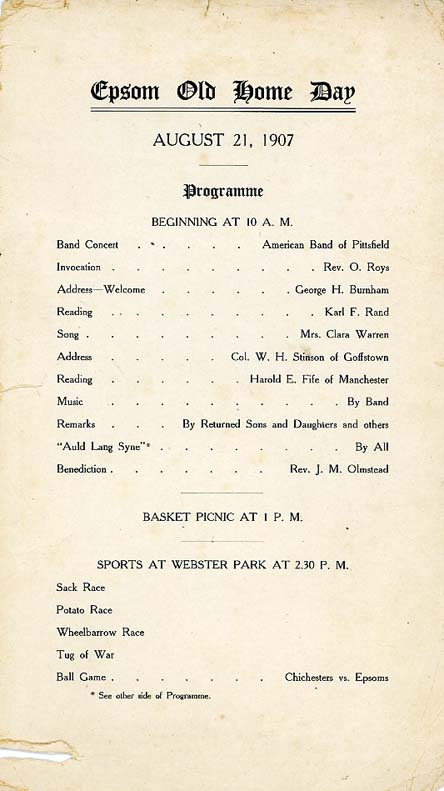 Epsom Old Home Day
AUGUST 21, 1907
Programme
BEGINNING AT 10 A. M.
Band Concert . . . . . . American Band of Pittsfield
Invocation . . . . . . . . . Rev. O. Roys
Address—Welcome . . . . . . George H. Burnham
Reading . . . . . . . . . Karl F. Rand
Song . . . . . . . . . Mrs. Clara Warren
Address . . . . . Col. W. H. Stinson of Goffstown
Reading . . . . . . Harold E. Fife of Manchester
Music . . . . . . . . . . By Band
Remarks . . . By Returned Sons and Daughters and others
"Auld Lang Syne"* . . . . . . . . By All
Benediction . . . . . . . Rev. J. M. Olmstead
BASKET PICNIC AT 1 P. M.
SPORTS AT WEBSTER PARK AT 2.30 P. M.
Sack Race
Potato Race
Wheelbarrow Race
Tug of War
Ball Game . . . . . . Chichesters vs. Epsoms
* See other side of Programme.